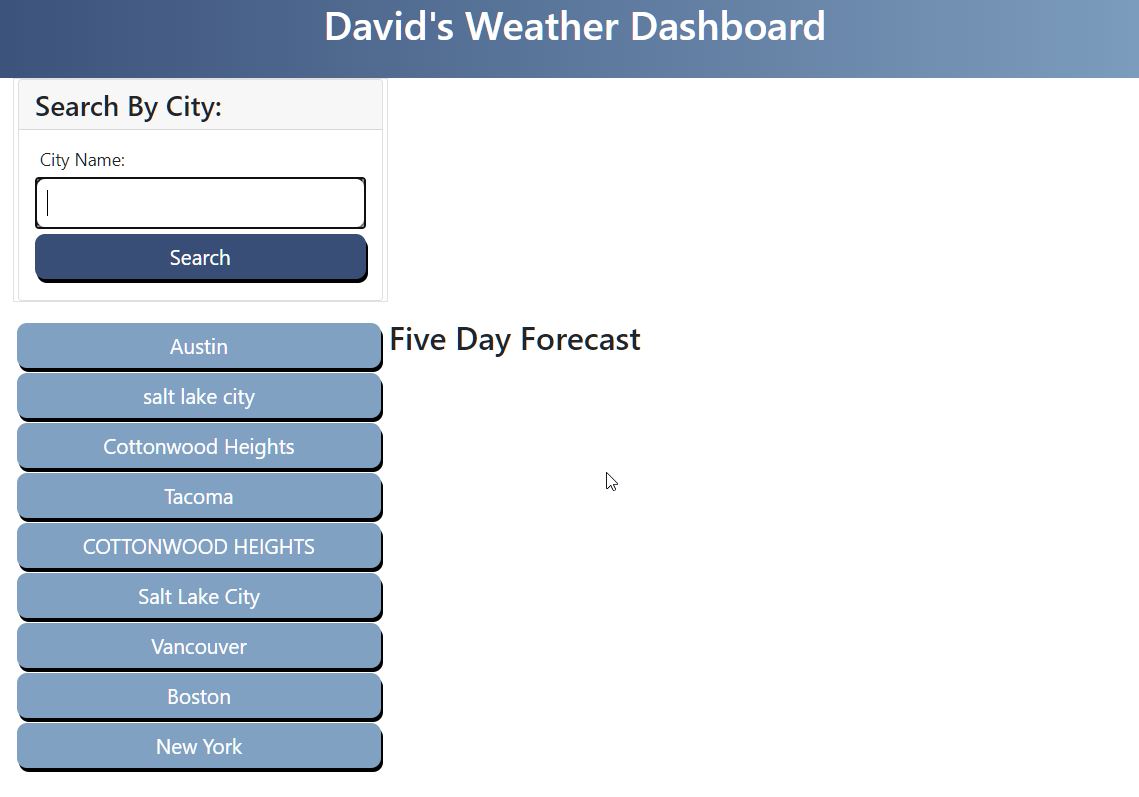 David's Weather Dashboard
Search By City:
City Name:
Search
Austin
Five Day Forecast
salt lake city
Cottonwood Heights
Tacoma
COTTONWOOD HEIGHTS
Salt Lake City
Vancouver
Boston
New York